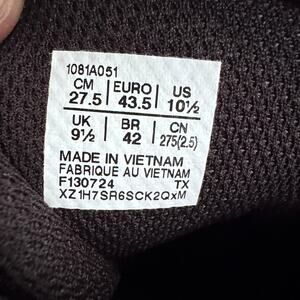 1081A051
CM EURO US
27.5 43.5 10½
UK BR CN
9½ 42 275(2.5)
MADE IN VIETNAM
FABRIQUE AU VIETNAM
F130724 TX
XZ1H7SR6SCK2QxM